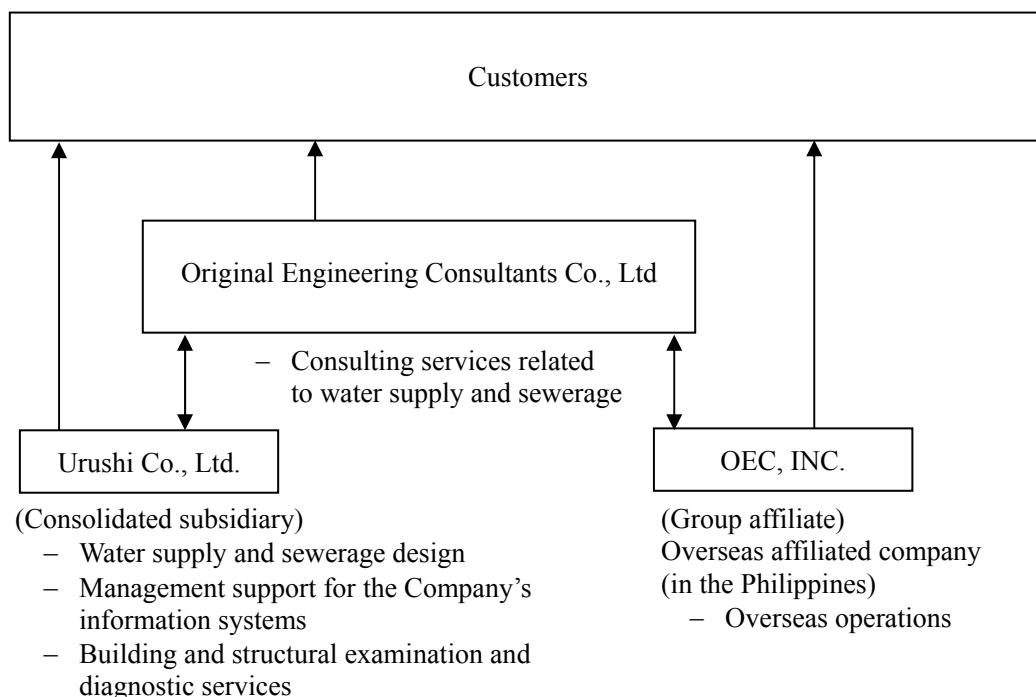 Customers
Original Engineering Consultants Co., Ltd
– Consulting services related
to water supply and sewerage
Urushi Co., Ltd.
(Consolidated subsidiary)
– Water supply and sewerage design
– Management support for the Company’s
information systems
– Building and structural examination and
diagnostic services
OEC, INC.
(Group affiliate)
Overseas affiliated company
(in the Philippines)
– Overseas operations